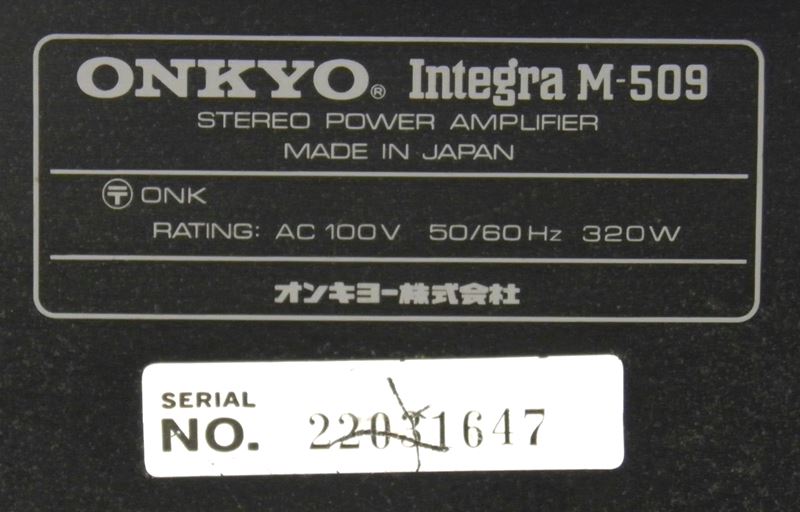 ONKYO® Integra M-509
STEREO POWER AMPLIFIER
MADE IN JAPAN
〒 ONK
RATING: AC 100V 50/60Hz 320W
オンキヨー株式会社
SERIAL
NO. 22031647